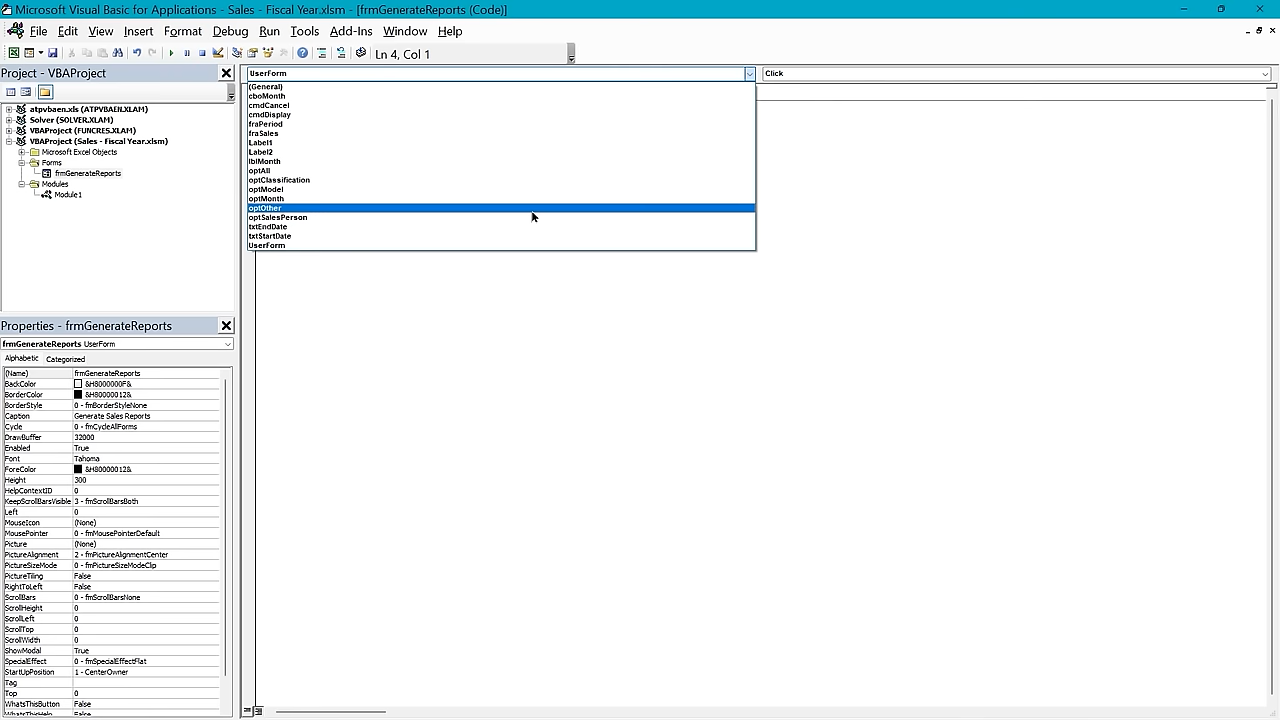 Microsoft Visual Basic for Applications - Sales - Fiscal Year.xlsm - [frmGenerateReports (Code)]
File Edit View Insert Format Debug Run Tools Add-Ins Window Help
Ln 4, Col 1
Project - VBAProject
UserForm
Click
atpvbaen.xls (ATPVBAEN.XLAM)
Solver (SOLVER.XLAM)
VBAProject (FUNCRES.XLAM)
VBAProject (Sales - Fiscal Year.xlsm)
Microsoft Excel Objects
Forms
frmGenerateReports
Modules
Module1
(General)
cboMonth
cmdCancel
cmdDisplay
fraPeriod
fraSales
Label1
Label2
lblMonth
optAll
optClassification
optModel
optMonth
optOther
optSalesPerson
txtEndDate
txtStartDate
UserForm
Properties - frmGenerateReports
frmGenerateReports UserForm
Alphabetic Categorized
(Name) frmGenerateReports
BackColor &H8000000F&
BorderColor &H80000012&
BorderStyle 0 - fmBorderStyleNone
Caption Generate Sales Reports
Cycle 0 - fmCycleAllForms
DrawBuffer 32000
Enabled True
Font Tahoma
ForeColor &H80000012&
Height 300
HelpContextID 0
KeepScrollBarsVisible 3 - fmScrollBarsBoth
Left 0
MouseIcon (None)
MousePointer 0 - fmMousePointerDefault
Picture (None)
PictureAlignment 2 - fmPictureAlignmentCenter
PictureSizeMode 0 - fmPictureSizeModeClip
PictureTiling False
RightToLeft False
ScrollBars 0 - fmScrollBarsNone
ScrollHeight 0
ScrollLeft 0
ScrollTop 0
ScrollWidth 0
ShowModal True
SpecialEffect 0 - fmSpecialEffectFlat
StartUpPosition 1 - CenterOwner
Tag
Top 0
WhatsThisButton False
WhatsThisHelp False